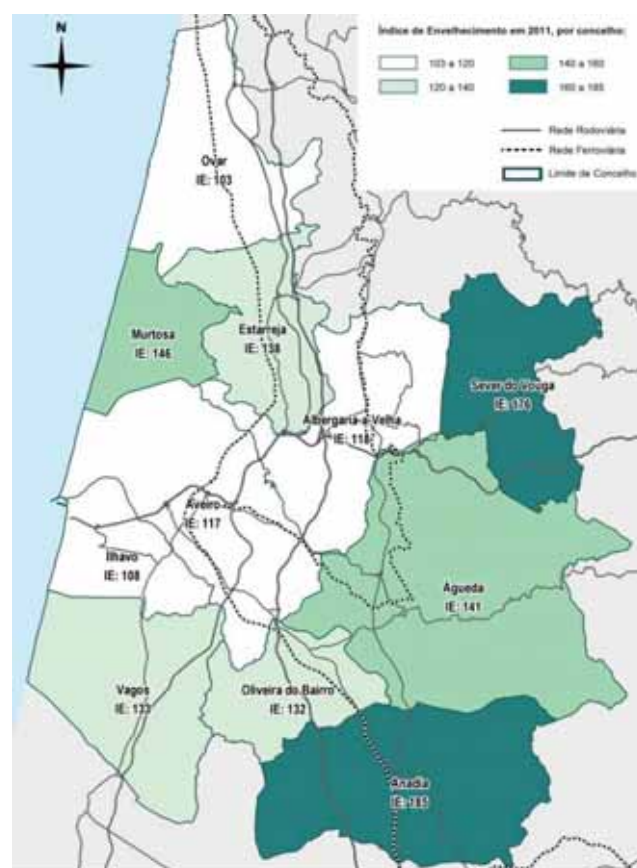 N
Índice de Envelhecimento em 2011, por concelho:
103 a 120
140 a 160
120 a 140
160 a 185
Rede Rodoviária
Rede Ferroviária
Limite de Concelho
Ovar
IE: 103
Murtosa
IE: 146
Estarreja
IE: 138
Sever do Vouga
IE: 176
Albergaria-a-Velha
IE: 118
Aveiro
IE: 117
Ílhavo
IE: 108
Águeda
IE: 141
Vagos
IE: 133
Oliveira do Bairro
IE: 132
Anadia
IE: 185